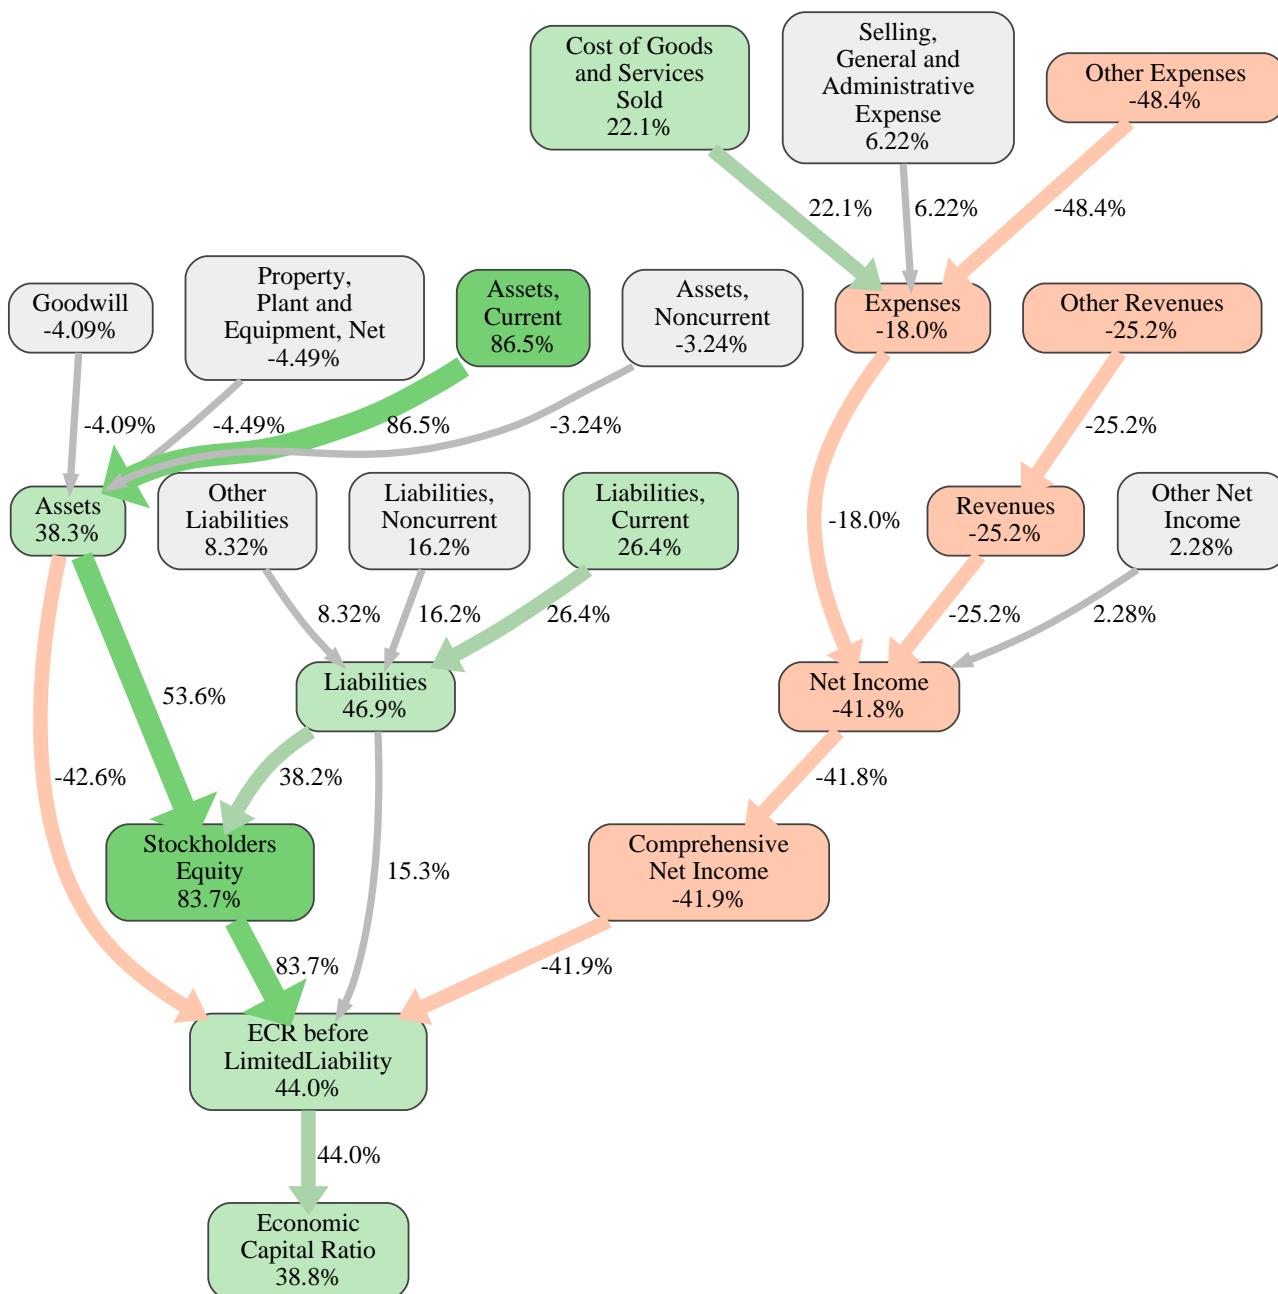 Cost of Goods
and Services
Sold
22.1%
Selling,
General and
Administrative
Expense
6.22%
Other Expenses
-48.4%
22.1%
6.22%
-48.4%
Goodwill
-4.09%
Property,
Plant and
Equipment, Net
-4.49%
Assets,
Current
86.5%
Assets,
Noncurrent
-3.24%
Expenses
-18.0%
Other Revenues
-25.2%
-4.09%
-4.49%
86.5%
-3.24%
-25.2%
Assets
38.3%
Other
Liabilities
8.32%
Liabilities,
Noncurrent
16.2%
Liabilities,
Current
26.4%
-18.0%
Revenues
-25.2%
Other Net
Income
2.28%
8.32%
16.2%
26.4%
-25.2%
2.28%
53.6%
Liabilities
46.9%
Net Income
-41.8%
-42.6%
38.2%
-41.8%
Stockholders
Equity
83.7%
15.3%
Comprehensive
Net Income
-41.9%
83.7%
-41.9%
ECR before
LimitedLiability
44.0%
44.0%
Economic
Capital Ratio
38.8%